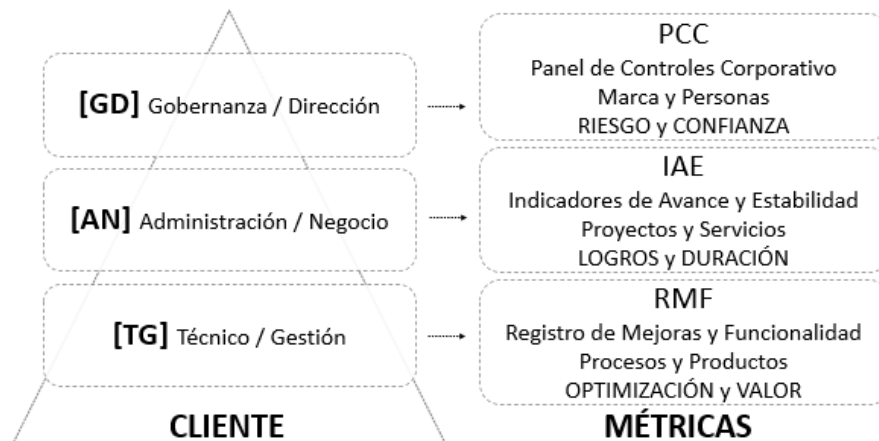 PCC
Panel de Controles Corporativo
[GD] Gobernanza / Dirección
Marca y Personas
RIESGO y CONFIANZA
IAE
Indicadores de Avance y Estabilidad
[AN] Administración / Negocio
Proyectos y Servicios
LOGROS y DURACIÓN
RMF
Registro de Mejoras y Funcionalidad
[TG] Técnico / Gestión
Procesos y Productos
OPTIMIZACIÓN y VALOR
CLIENTE
MÉTRICAS